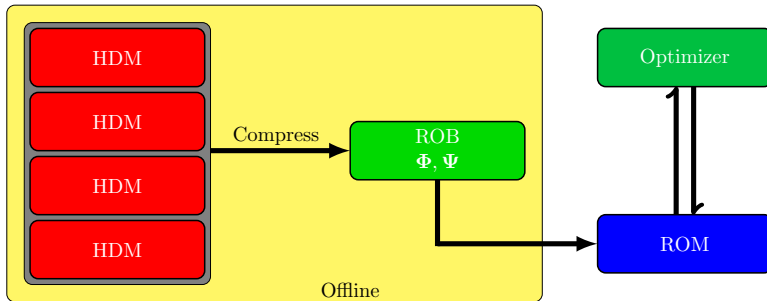 HDM
HDM
HDM
HDM
Compress
ROB
Φ, Ψ
Optimizer
ROM
Offline